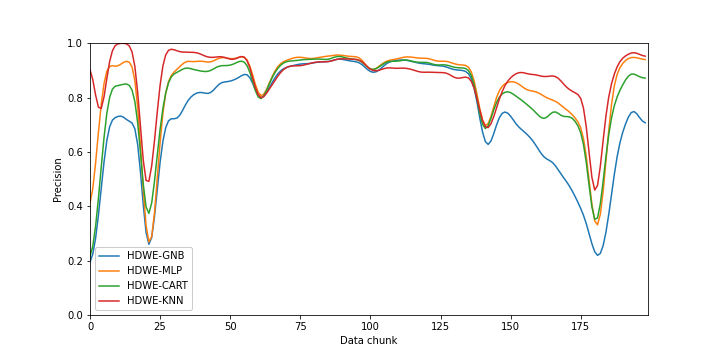 1.0
0.8
0.6
0.4
0.2
0.0
Precision
HDWE-GNB
HDWE-MLP
HDWE-CART
HDWE-KNN
0 25 50 75 100 125 150 175
Data chunk